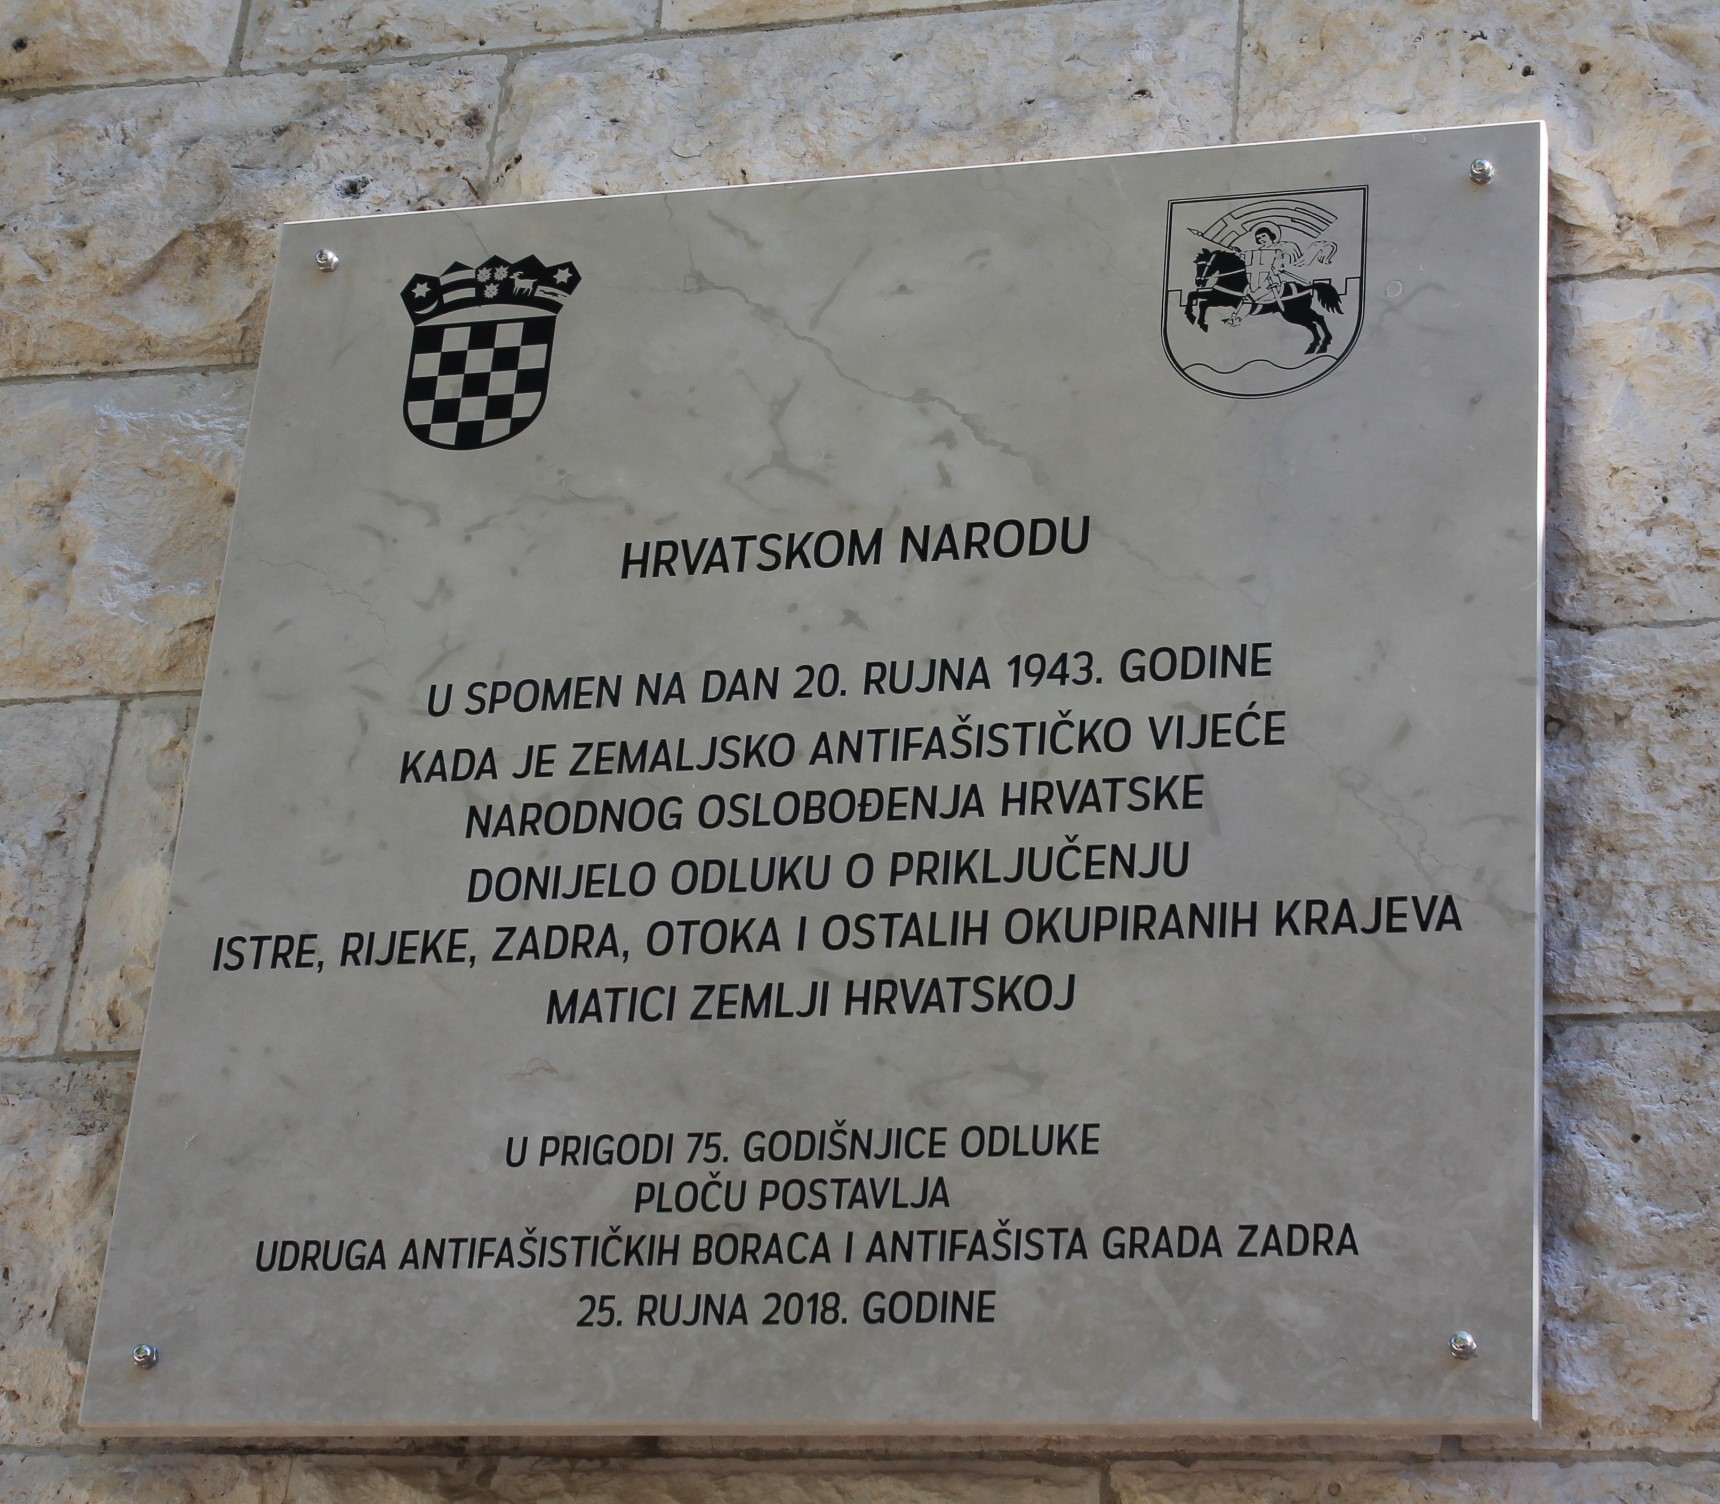 HRVATSKOM NARODU
U SPOMEN NA DAN 20. RUJNA 1943. GODINE
KADA JE ZEMALJSKO ANTIFAŠISTIČKO VIJEĆE
NARODNOG OSLOBOĐENJA HRVATSKE
DONIJELO ODLUKU O PRIKLJUČENJU
ISTRE, RIJEKE, ZADRA, OTOKA I OSTALIH OKUPIRANIH KRAJEVA
MATICI ZEMLJI HRVATSKOJ
U PRIGODI 75. GODIŠNJICE ODLUKE
PLOČU POSTAVLJA
UDRUGA ANTIFAŠISTIČKIH BORACA I ANTIFAŠISTA GRADA ZADRA
25. RUJNA 2018. GODINE